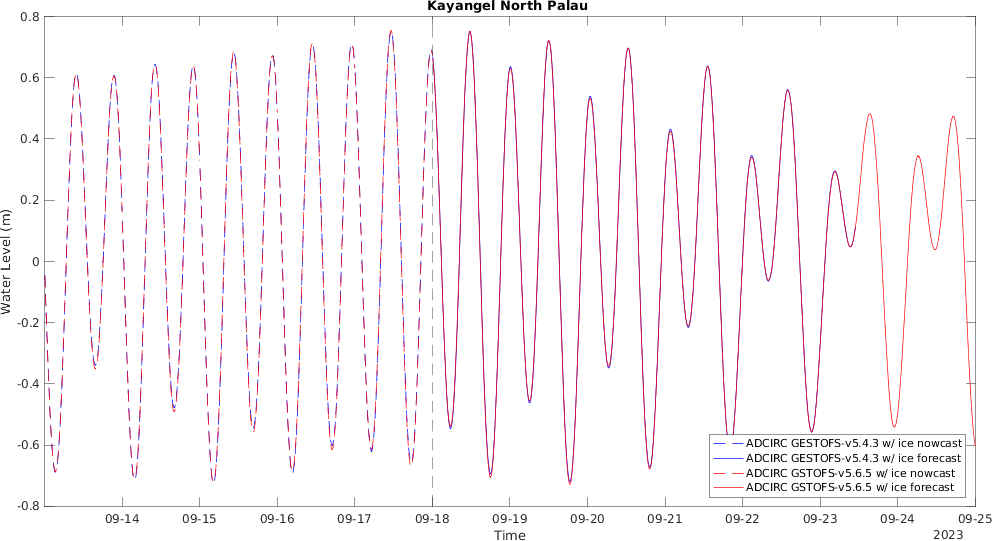 Kayangel North Palau
0.8
0.6
0.4
0.2
0
-0.2
-0.4
-0.6
-0.8
Water Level (m)
ADCIRC GESTOFS-v5.4.3 w/ ice nowcast
ADCIRC GESTOFS-v5.4.3 w/ ice forecast
ADCIRC GSTOFS-v5.6.5 w/ ice nowcast
ADCIRC GSTOFS-v5.6.5 w/ ice forecast
09-14 09-15 09-16 09-17 09-18 09-19 09-20 09-21 09-22 09-23 09-24 09-25
Time
2023